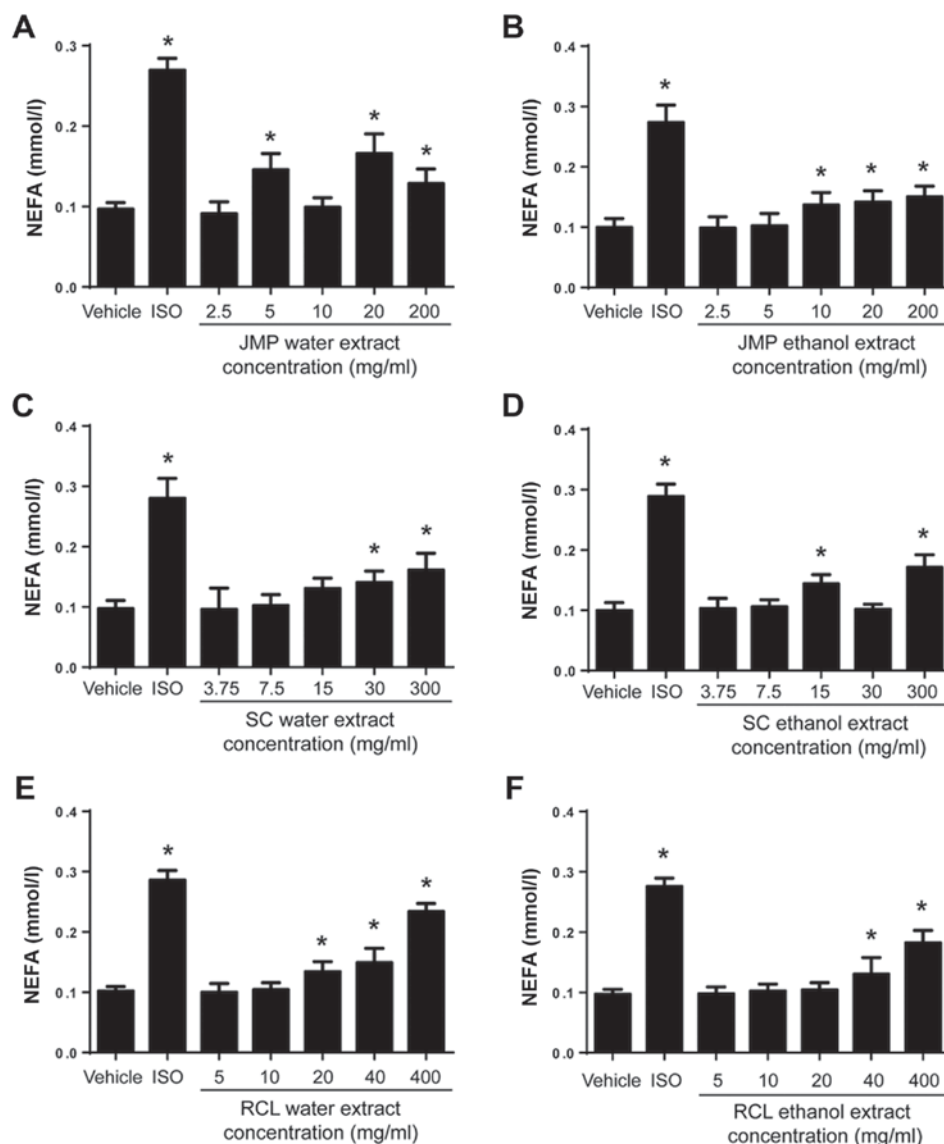 A
NEFA (mmol/l)
0.3
0.2
0.1
0.0
*
*
*
*
Vehicle ISO 2.5 5 10 20 200
JMP water extract
concentration (mg/ml)
B
NEFA (mmol/l)
0.4
0.3
0.2
0.1
0.0
*
*
*
*
Vehicle ISO 2.5 5 10 20 200
JMP ethanol extract
concentration (mg/ml)
C
NEFA (mmol/l)
0.4
0.3
0.2
0.1
0.0
*
*
*
Vehicle ISO 3.75 7.5 15 30 300
SC water extract
concentration (mg/ml)
D
NEFA (mmol/l)
0.4
0.3
0.2
0.1
0.0
*
*
*
Vehicle ISO 3.75 7.5 15 30 300
SC ethanol extract
concentration (mg/ml)
E
NEFA (mmol/l)
0.4
0.3
0.2
0.1
0.0
*
*
*
*
Vehicle ISO 5 10 20 40 400
RCL water extract
concentration (mg/ml)
F
NEFA (mmol/l)
0.4
0.3
0.2
0.1
0.0
*
*
*
Vehicle ISO 5 10 20 40 400
RCL ethanol extract
concentration (mg/ml)